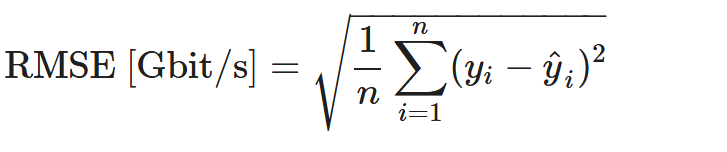 RMSE [Gbit/s] = √(1/n ∑_{i=1}^{n} (y_i − ŷ_i)²)